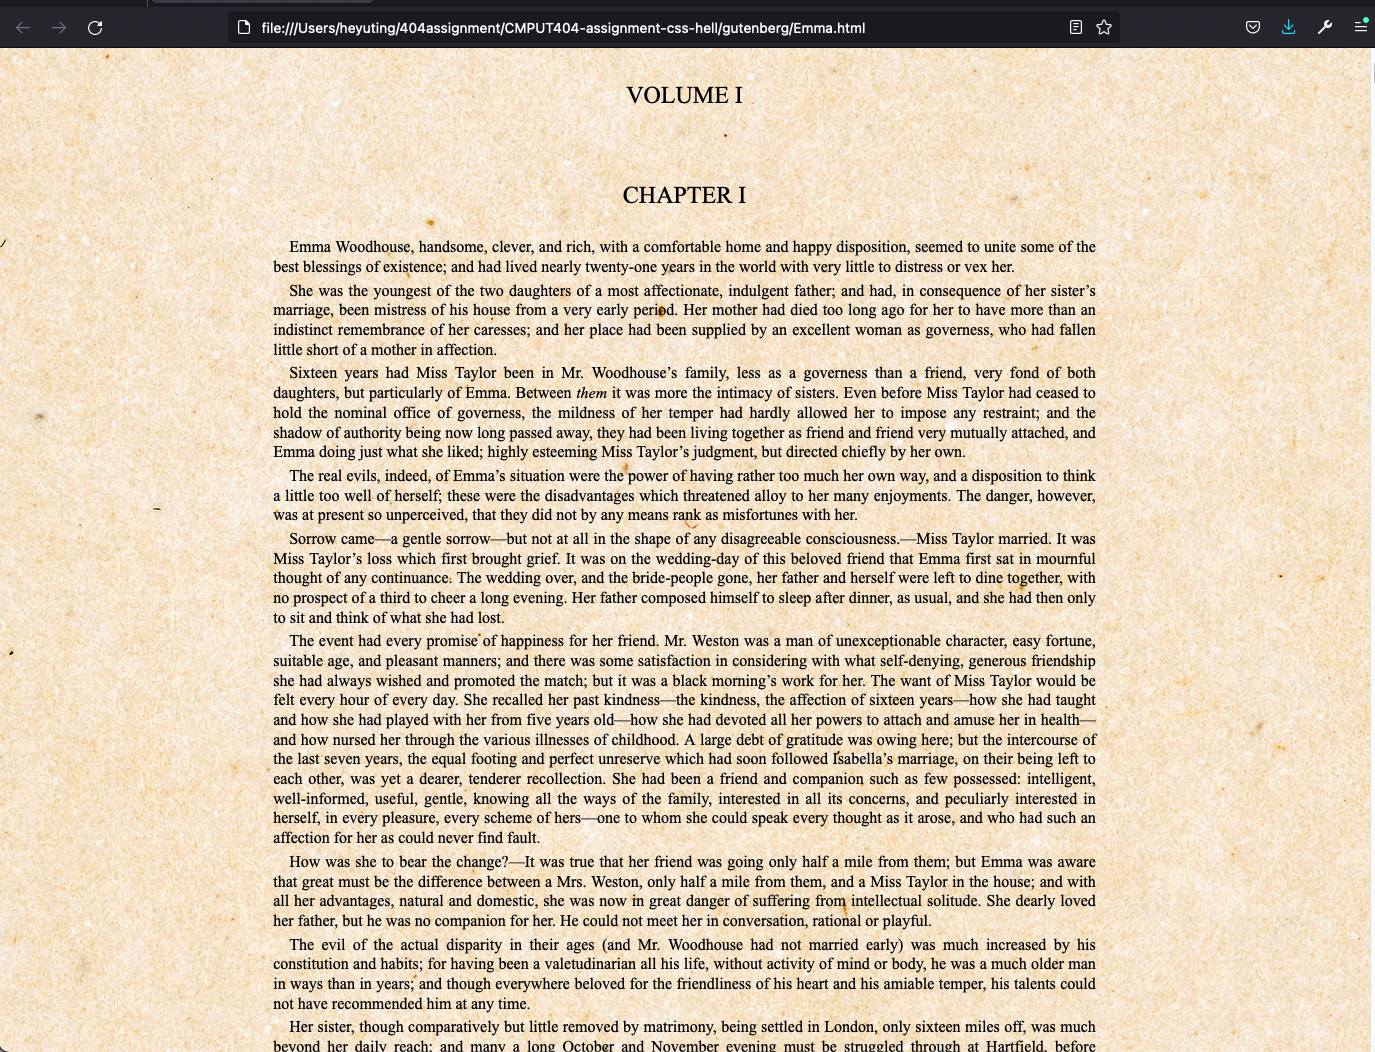 file:///Users/heyuting/404assignment/CMPUT404-assignment-css-hell/gutenberg/Emma.html
VOLUME I
CHAPTER I
Emma Woodhouse, handsome, clever, and rich, with a comfortable home and happy disposition, seemed to unite some of the
best blessings of existence; and had lived nearly twenty-one years in the world with very little to distress or vex her.
She was the youngest of the two daughters of a most affectionate, indulgent father; and had, in consequence of her sister’s
marriage, been mistress of his house from a very early period. Her mother had died too long ago for her to have more than an
indistinct remembrance of her caresses; and her place had been supplied by an excellent woman as governess, who had fallen
little short of a mother in affection.
Sixteen years had Miss Taylor been in Mr. Woodhouse’s family, less as a governess than a friend, very fond of both
daughters, but particularly of Emma. Between them it was more the intimacy of sisters. Even before Miss Taylor had ceased to
hold the nominal office of governess, the mildness of her temper had hardly allowed her to impose any restraint; and the
shadow of authority being now long passed away, they had been living together as friend and friend very mutually attached, and
Emma doing just what she liked; highly esteeming Miss Taylor’s judgment, but directed chiefly by her own.
The real evils, indeed, of Emma’s situation were the power of having rather too much her own way, and a disposition to think
a little too well of herself; these were the disadvantages which threatened alloy to her many enjoyments. The danger, however,
was at present so unperceived, that they did not by any means rank as misfortunes with her.
Sorrow came—a gentle sorrow—but not at all in the shape of any disagreeable consciousness.—Miss Taylor married. It was
Miss Taylor’s loss which first brought grief. It was on the wedding-day of this beloved friend that Emma first sat in mournful
thought of any continuance. The wedding over, and the bride-people gone, her father and herself were left to dine together, with
no prospect of a third to cheer a long evening. Her father composed himself to sleep after dinner, as usual, and she had then only
to sit and think of what she had lost.
The event had every promise of happiness for her friend. Mr. Weston was a man of unexceptionable character, easy fortune,
suitable age, and pleasant manners; and there was some satisfaction in considering with what self-denying, generous friendship
she had always wished and promoted the match; but it was a black morning’s work for her. The want of Miss Taylor would be
felt every hour of every day. She recalled her past kindness—the kindness, the affection of sixteen years—how she had taught
and how she had played with her from five years old—how she had devoted all her powers to attach and amuse her in health—
and how nursed her through the various illnesses of childhood. A large debt of gratitude was owing here; but the intercourse of
the last seven years, the equal footing and perfect unreserve which had soon followed Isabella’s marriage, on their being left to
each other, was yet a dearer, tenderer recollection. She had been a friend and companion such as few possessed: intelligent,
well-informed, useful, gentle, knowing all the ways of the family, interested in all its concerns, and peculiarly interested in
herself, in every pleasure, every scheme of hers—one to whom she could speak every thought as it arose, and who had such an
affection for her as could never find fault.
How was she to bear the change?—It was true that her friend was going only half a mile from them; but Emma was aware
that great must be the difference between a Mrs. Weston, only half a mile from them, and a Miss Taylor in the house; and with
all her advantages, natural and domestic, she was now in great danger of suffering from intellectual solitude. She dearly loved
her father, but he was no companion for her. He could not meet her in conversation, rational or playful.
The evil of the actual disparity in their ages (and Mr. Woodhouse had not married early) was much increased by his
constitution and habits; for having been a valetudinarian all his life, without activity of mind or body, he was a much older man
in ways than in years; and though everywhere beloved for the friendliness of his heart and his amiable temper, his talents could
not have recommended him at any time.
Her sister, though comparatively but little removed by matrimony, being settled in London, only sixteen miles off, was much
beyond her daily reach; and many a long October and November evening must be struggled through at Hartfield, before